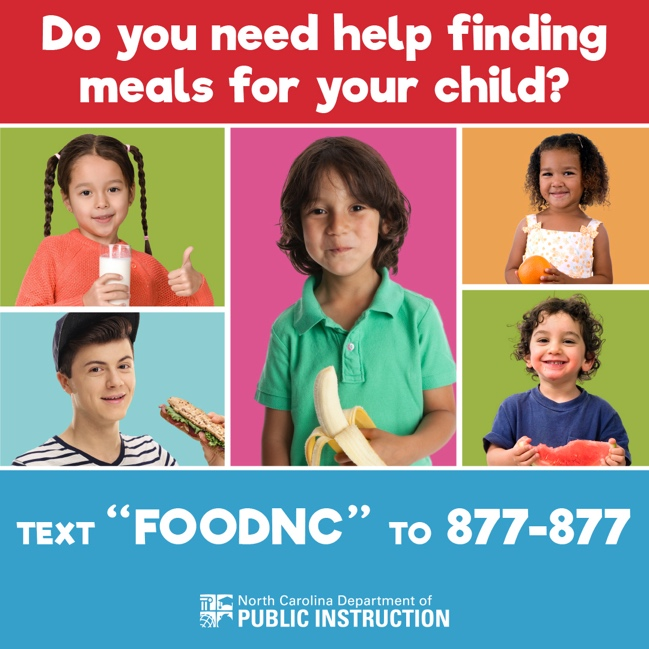 Do you need help finding
meals for your child?
TEXT “FOODNC” TO 877-877
North Carolina Department of
PUBLIC INSTRUCTION